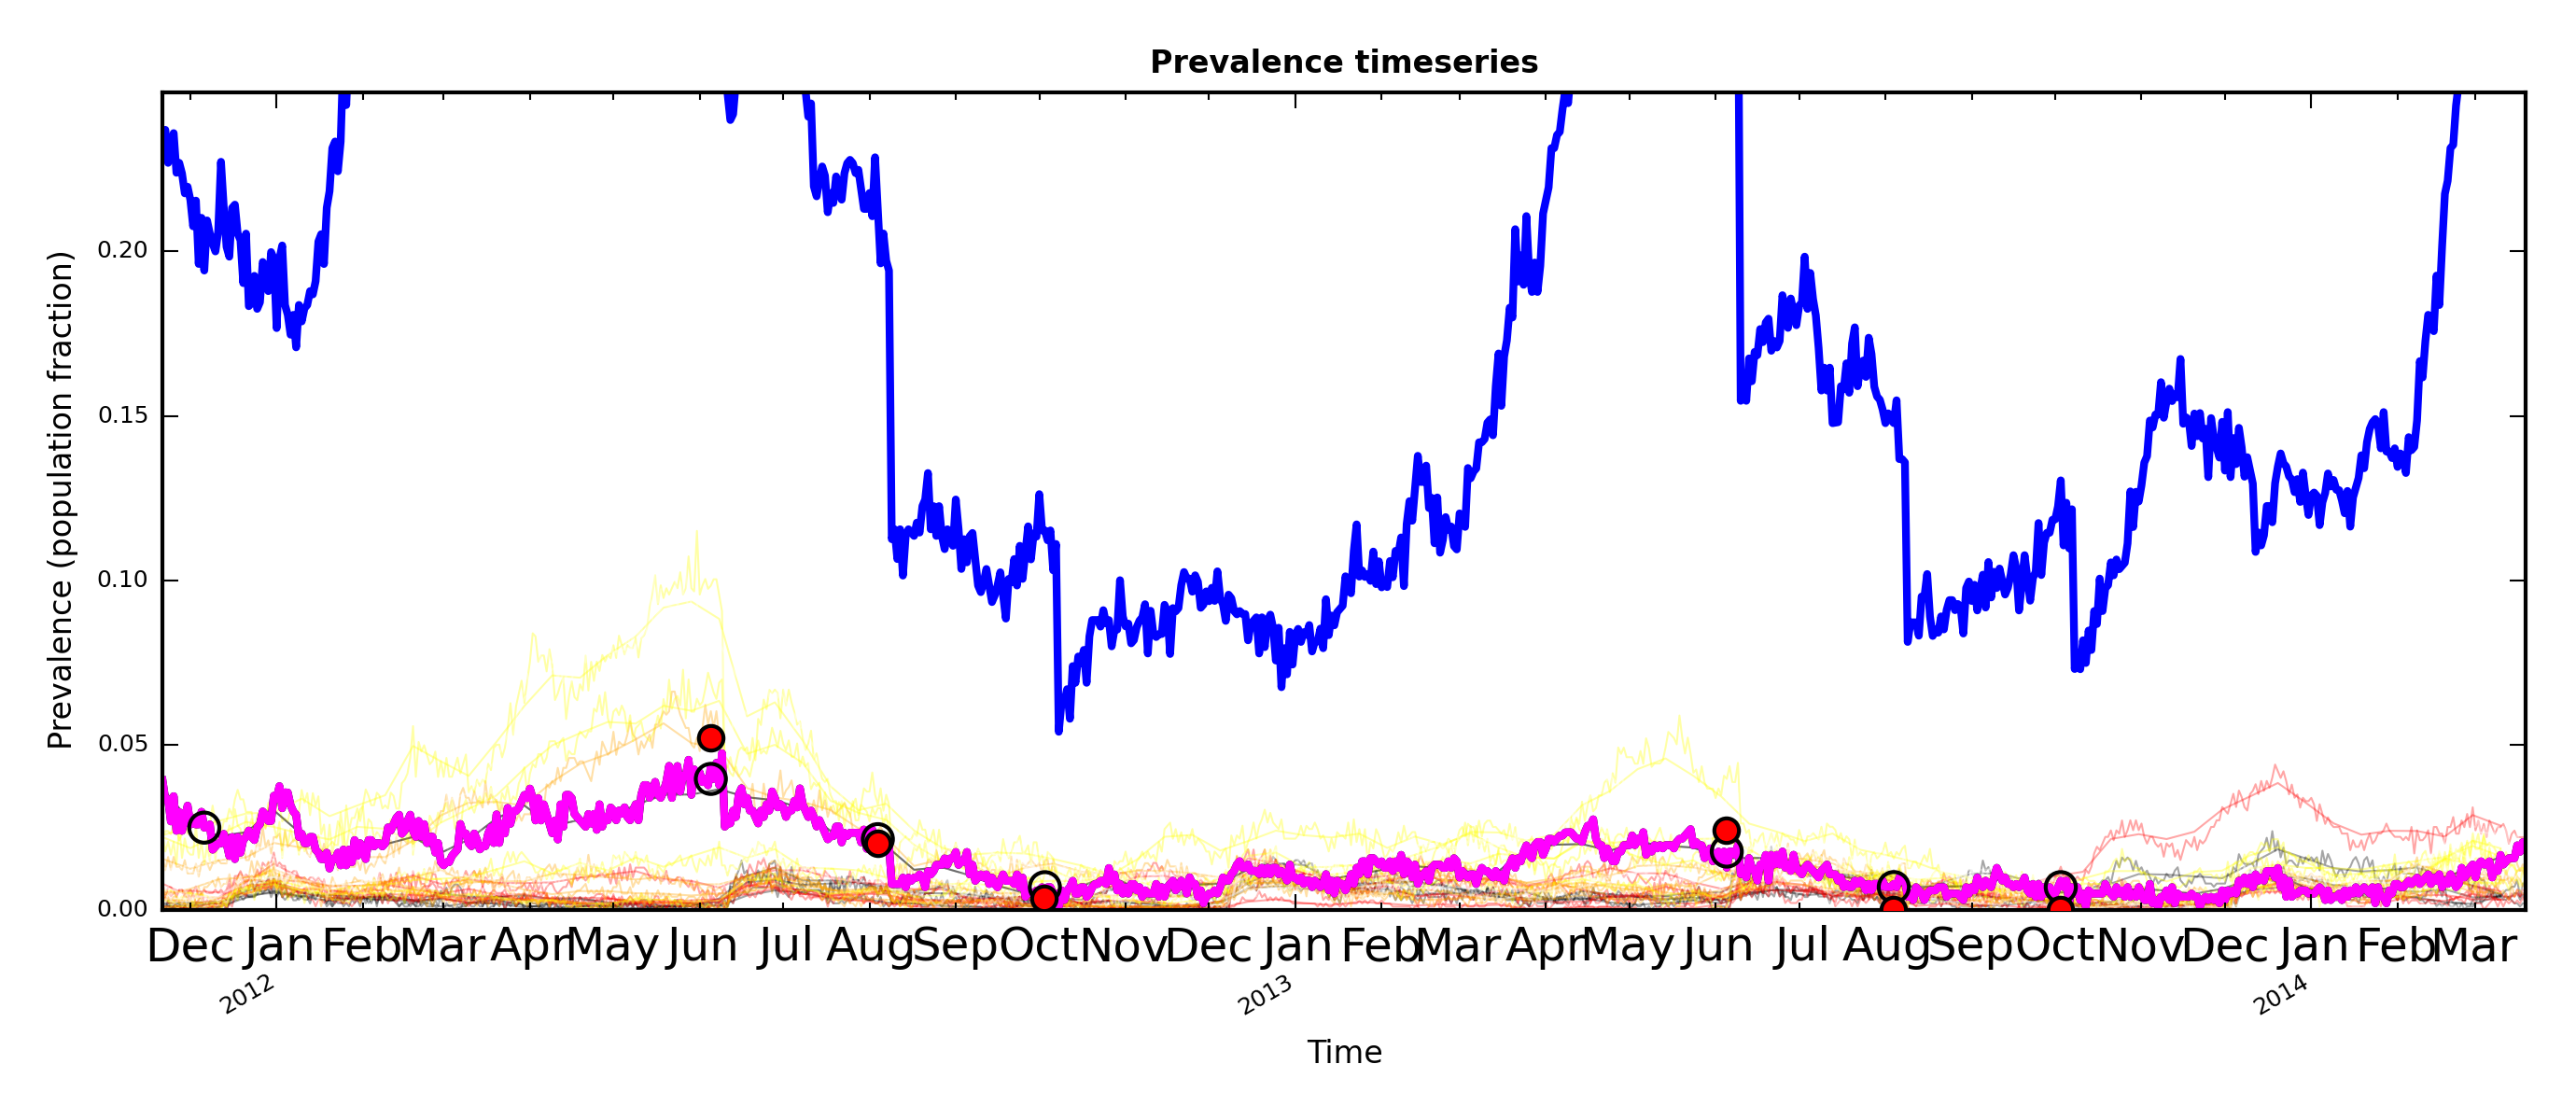 Prevalence timeseries
Prevalence (population fraction)
0.20
0.15
0.10
0.05
0.00
Dec Jan Feb Mar Apr May Jun Jul Aug Sep Oct Nov Dec Jan Feb Mar Apr May Jun Jul Aug Sep Oct Nov Dec Jan Feb Mar
2012 2013 2014
Time